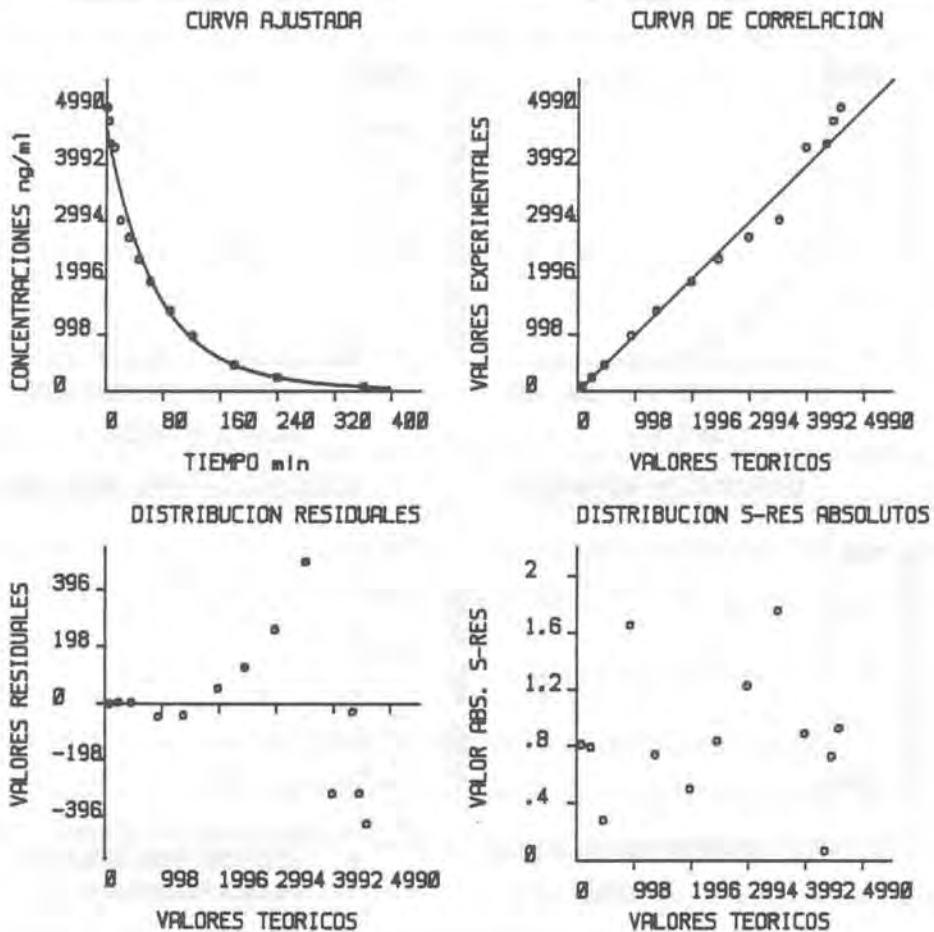 CURVA AJUSTADA
CONCENTRACIONES ng/ml
4990
3992
2994
1996
998
0
0 80 160 240 320 400
TIEMPO min
CURVA DE CORRELACION
VALORES EXPERIMENTALES
4990
3992
2994
1996
998
0
0 998 1996 2994 3992 4990
VALORES TEORICOS
DISTRIBUCION RESIDUALES
VALORES RESIDUALES
396
198
0
-198
-396
0 998 1996 2994 3992 4990
VALORES TEORICOS
DISTRIBUCION S-RES ABSOLUTOS
VALOR ABS. S-RES
2
1.6
1.2
.8
.4
0
0 998 1996 2994 3992 4990
VALORES TEORICOS